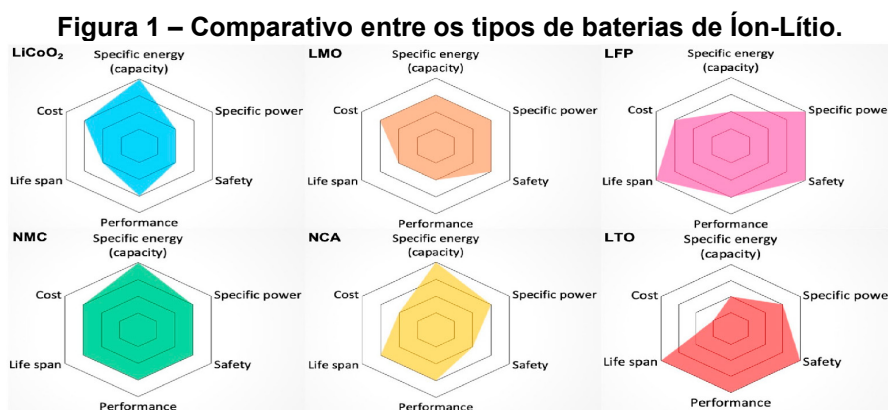 Figura 1 – Comparativo entre os tipos de baterias de Íon-Lítio.
LiCoO₂
Specific energy
(capacity)
Cost
Specific power
Life span
Safety
Performance
LMO
Specific energy
(capacity)
Cost
Specific power
Life span
Safety
Performance
LFP
Specific energy
(capacity)
Cost
Specific power
Life span
Safety
Performance
NMC
Specific energy
(capacity)
Cost
Specific power
Life span
Safety
Performance
NCA
Specific energy
(capacity)
Cost
Specific power
Life span
Safety
Performance
LTO
Specific energy
(capacity)
Cost
Specific power
Life span
Safety
Performance